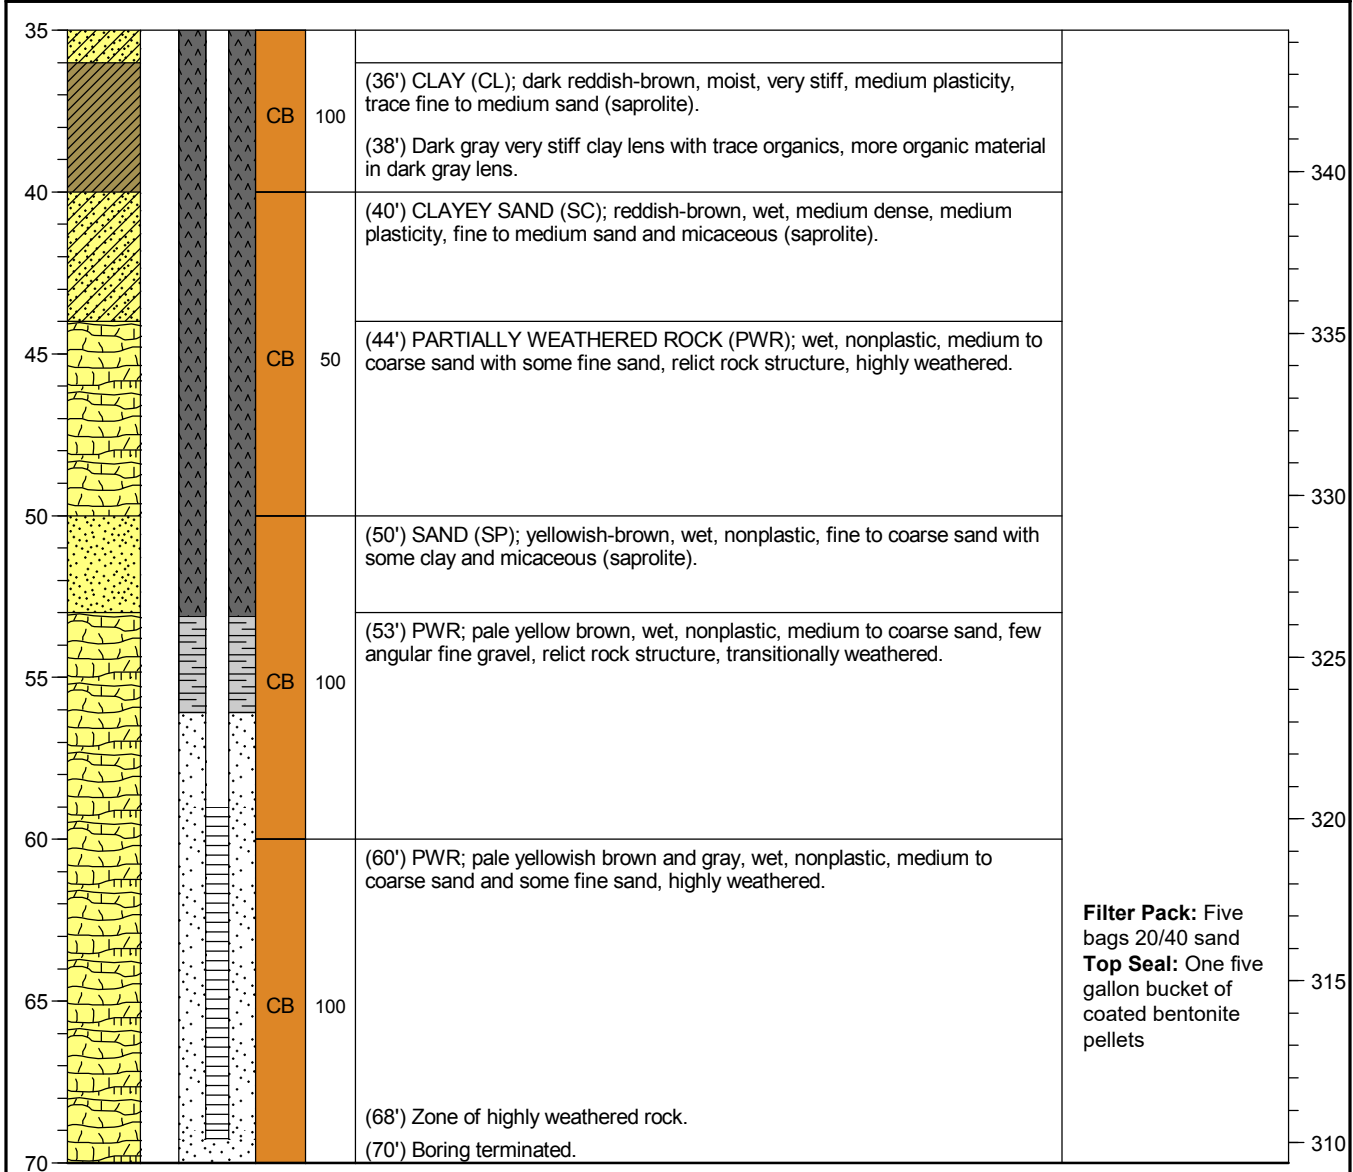 35
(36') CLAY (CL); dark reddish-brown, moist, very stiff, medium plasticity,
trace fine to medium sand (saprolite).
CB 100
(38') Dark gray very stiff clay lens with trace organics, more organic material
in dark gray lens.
340
40
(40') CLAYEY SAND (SC); reddish-brown, wet, medium dense, medium
plasticity, fine to medium sand and micaceous (saprolite).
(44') PARTIALLY WEATHERED ROCK (PWR); wet, nonplastic, medium to
coarse sand with some fine sand, relict rock structure, highly weathered.
335
45
CB 50
330
50
(50') SAND (SP); yellowish-brown, wet, nonplastic, fine to coarse sand with
some clay and micaceous (saprolite).
(53') PWR; pale yellow brown, wet, nonplastic, medium to coarse sand, few
angular fine gravel, relict rock structure, transitionally weathered.
325
55
CB 100
320
60
(60') PWR; pale yellowish brown and gray, wet, nonplastic, medium to
coarse sand and some fine sand, highly weathered.
Filter Pack: Five
bags 20/40 sand
Top Seal: One five
gallon bucket of
coated bentonite
pellets
315
65
CB 100
(68') Zone of highly weathered rock.
(70') Boring terminated.
310
70